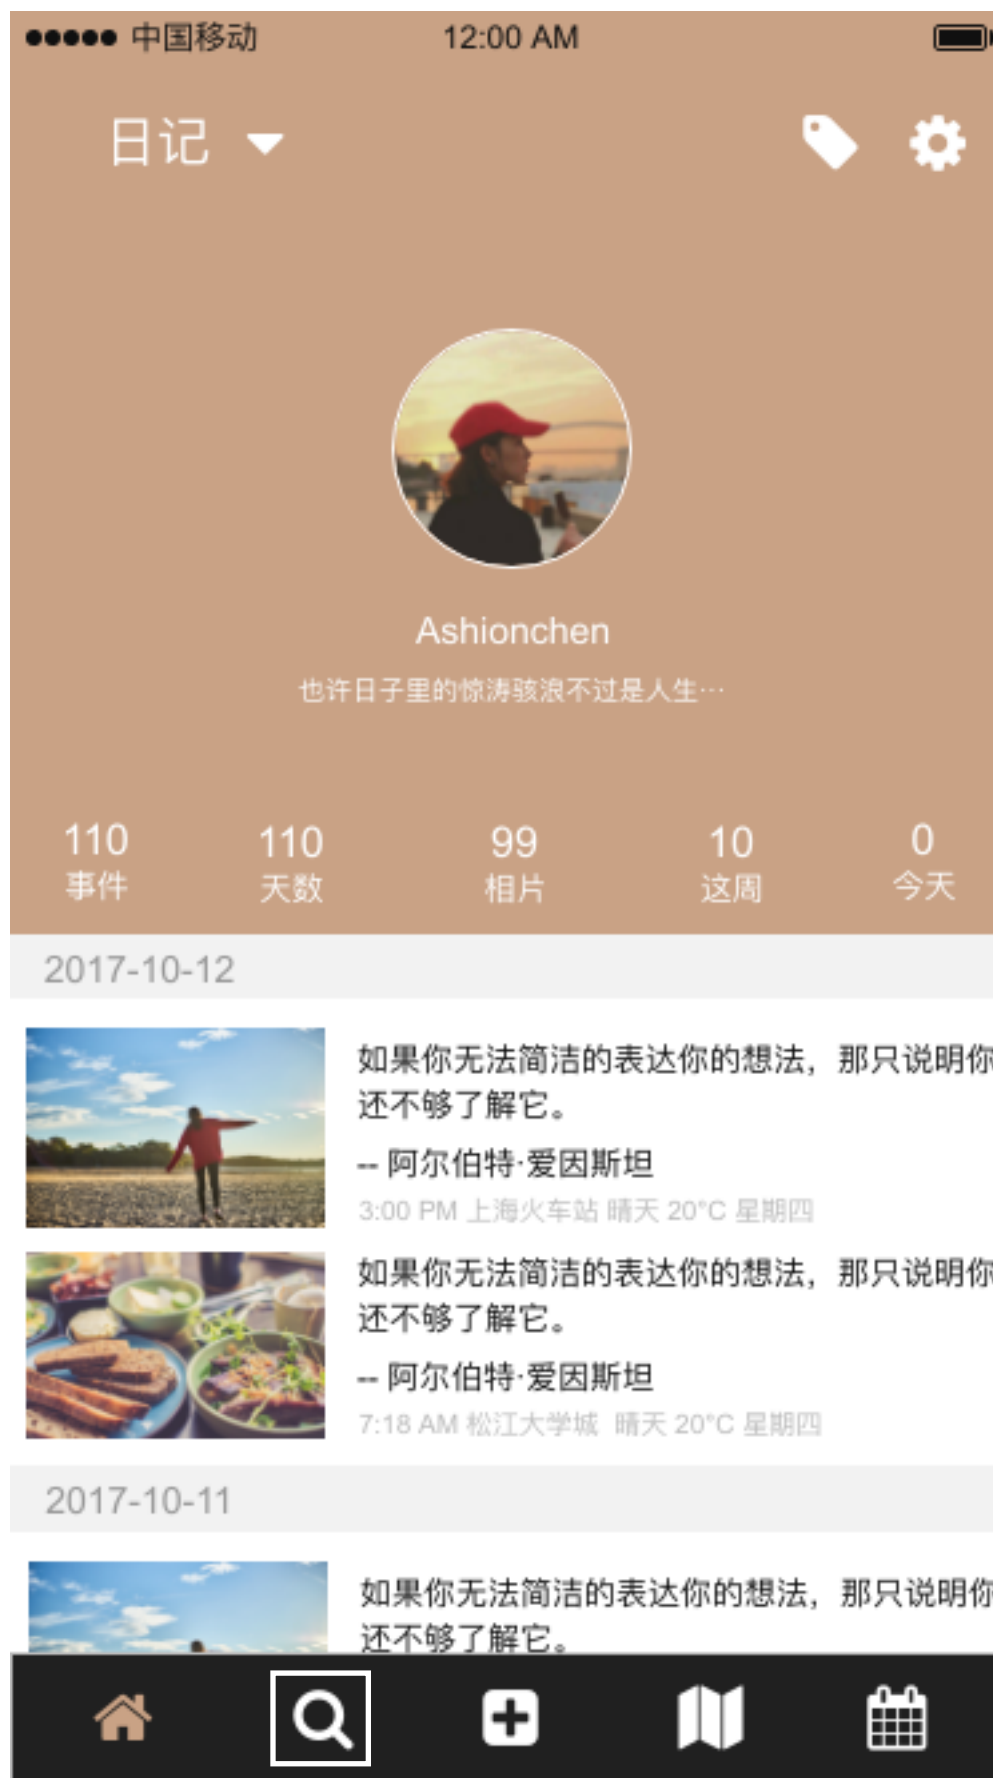 中国移动 12:00 AM
日记
Ashionchen
也许日子里的惊涛骇浪不过是人生…
110 110 99 10 0
事件 天数 相片 这周 今天
2017-10-12
如果你无法简洁的表达你的想法，那只说明你
还不够了解它。
-- 阿尔伯特·爱因斯坦
3:00 PM 上海火车站 晴天 20°C 星期四
如果你无法简洁的表达你的想法，那只说明你
还不够了解它。
-- 阿尔伯特·爱因斯坦
7:18 AM 松江大学城 晴天 20°C 星期四
2017-10-11
如果你无法简洁的表达你的想法，那只说明你
还不够了解它。